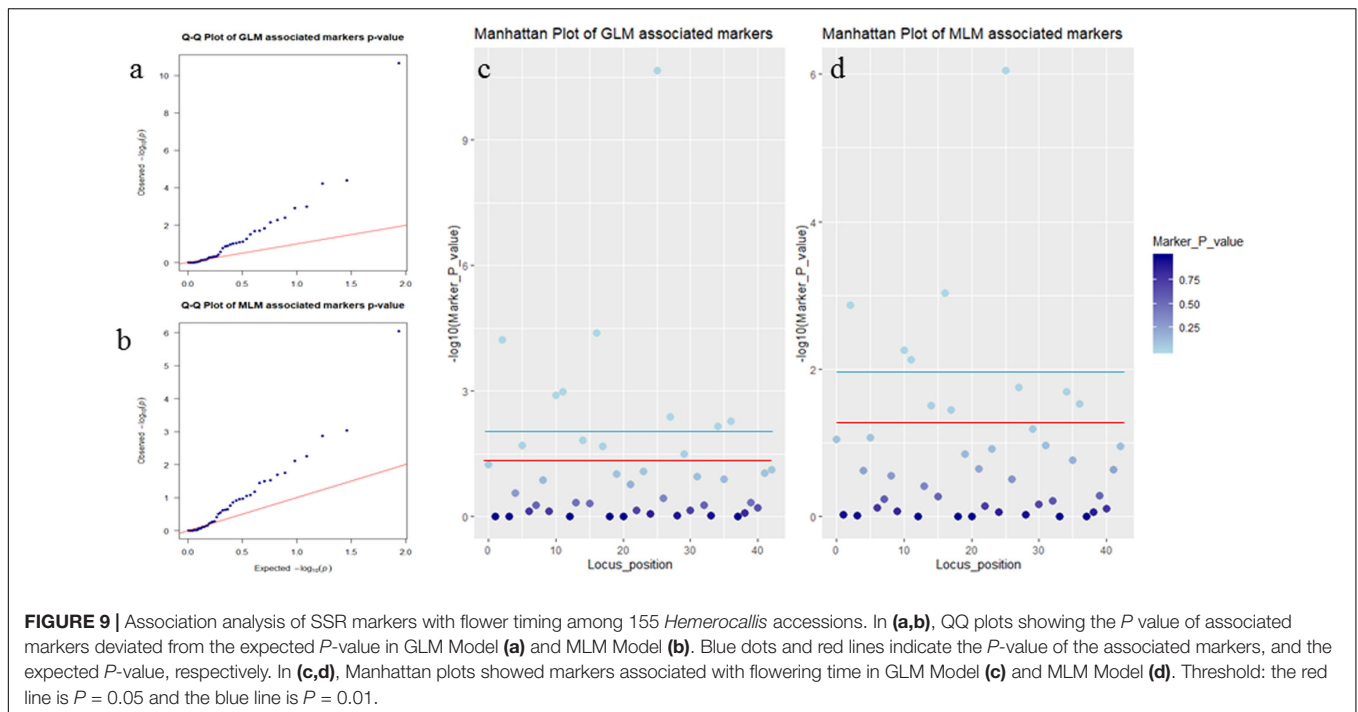 Q-Q Plot of GLM associated markers p-value
a
Observed −log10(p)
10
8
6
4
2
0
0.0 0.5 1.0 1.5 2.0
Q-Q Plot of MLM associated markers p-value
b
Observed −log10(p)
6
5
4
3
2
1
0
0.0 0.5 1.0 1.5 2.0
Expected −log10(p)
Manhattan Plot of GLM associated markers
c
-log10(Marker_P_value)
9
6
3
0
0 10 20 30 40
Locus_position
Manhattan Plot of MLM associated markers
d
-log10(Marker_P_value)
6
4
2
0
0 10 20 30 40
Locus_position
Marker_P_value
0.75
0.50
0.25
FIGURE 9 | Association analysis of SSR markers with flower timing among 155 Hemerocallis accessions. In (a,b), QQ plots showing the P value of associated
markers deviated from the expected P-value in GLM Model (a) and MLM Model (b). Blue dots and red lines indicate the P-value of the associated markers, and the
expected P-value, respectively. In (c,d), Manhattan plots showed markers associated with flowering time in GLM Model (c) and MLM Model (d). Threshold: the red
line is P = 0.05 and the blue line is P = 0.01.